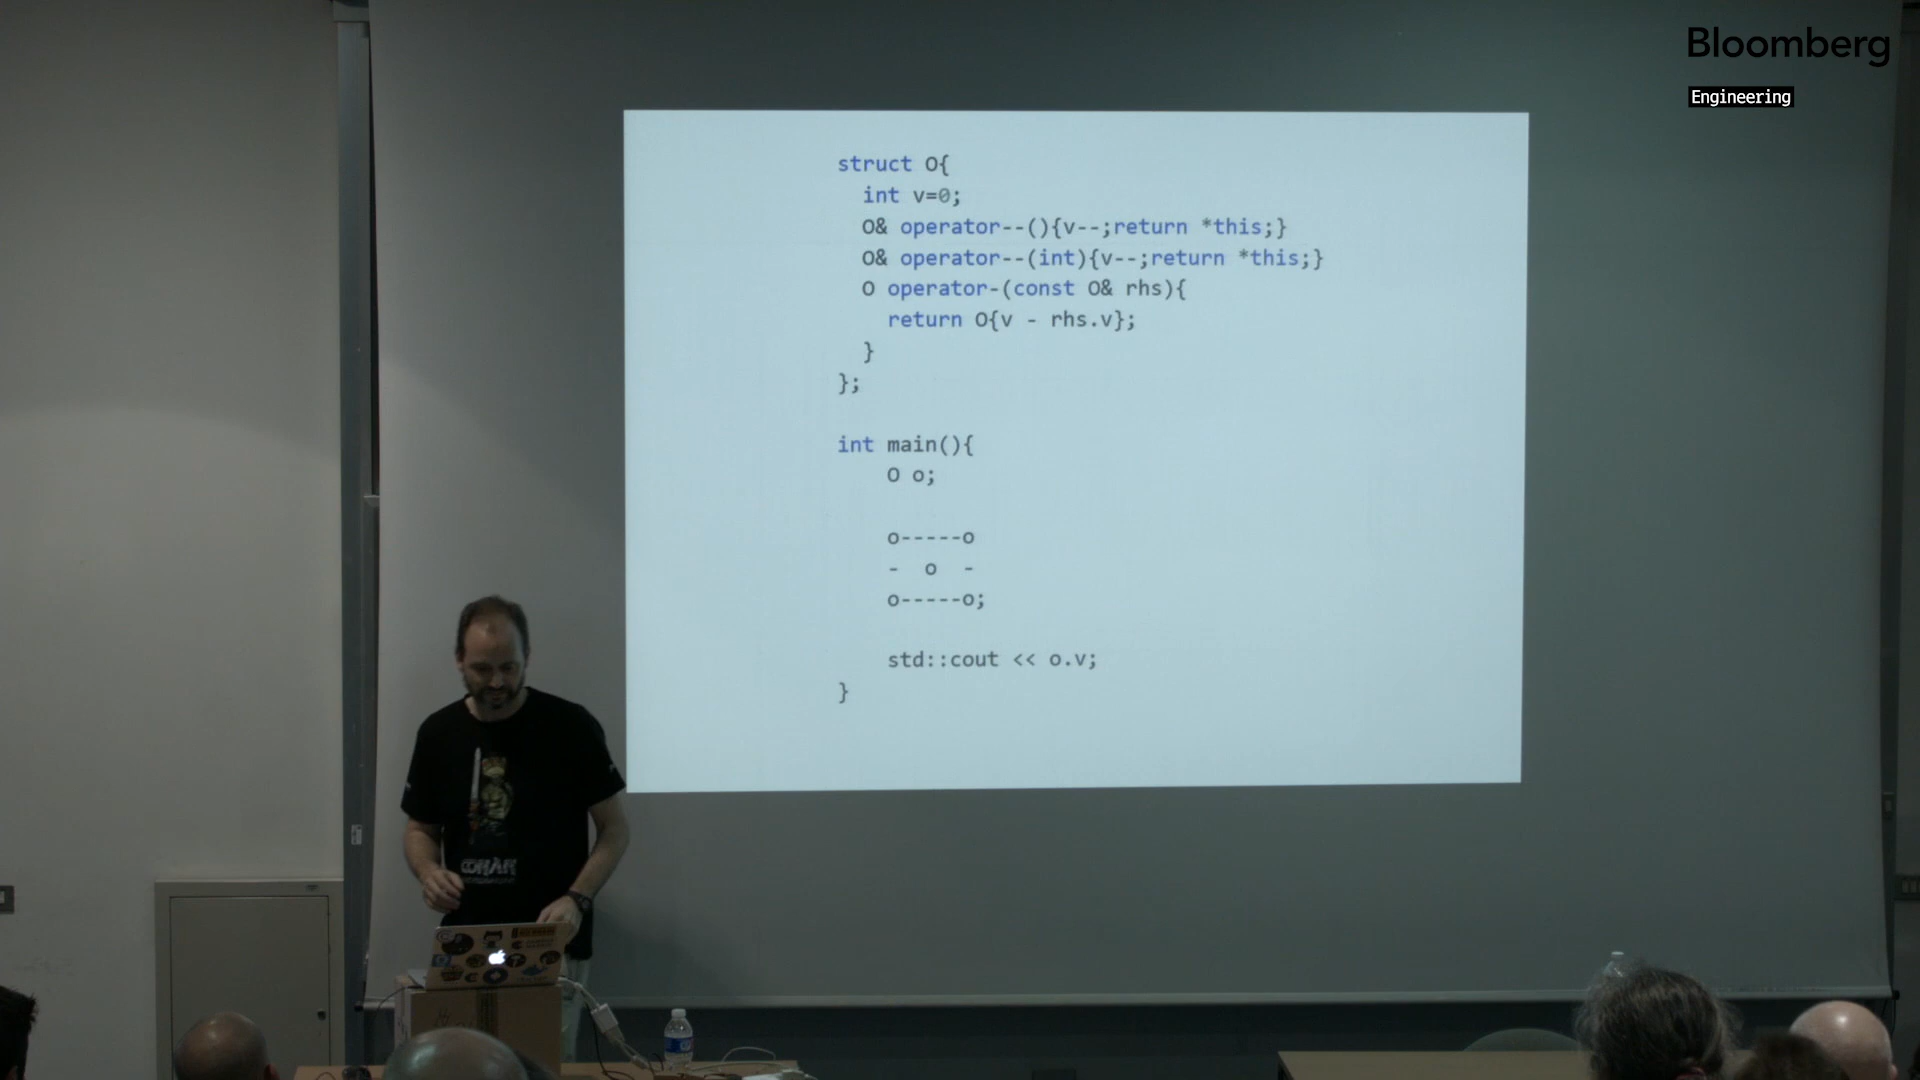 Bloomberg
Engineering
struct O{
int v=0;
O& operator--(){v--;return *this;}
O& operator--(int){v--;return *this;}
O operator-(const O& rhs){
return O{v - rhs.v};
}
};
int main(){
O o;
o-----o
-  o  -
o-----o;
std::cout << o.v;
}
CONAN